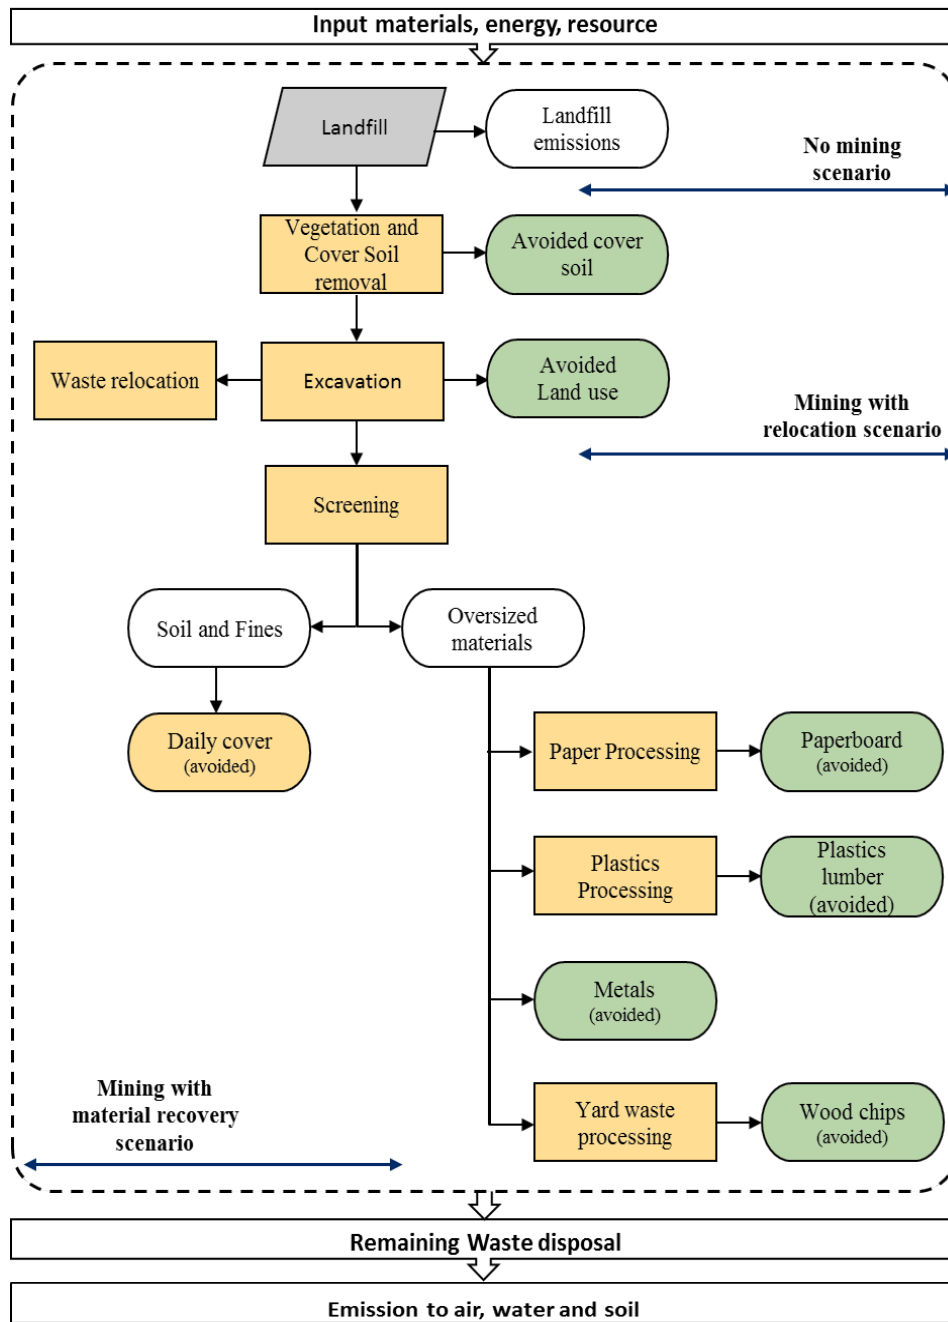 Input materials, energy, resource
Landfill
Landfill
emissions
No mining
scenario
Vegetation and
Cover Soil
removal
Avoided cover
soil
Waste relocation
Excavation
Avoided
Land use
Mining with
relocation scenario
Screening
Soil and Fines
Oversized
materials
Daily cover
(avoided)
Paper Processing
Paperboard
(avoided)
Plastics
Processing
Plastics
lumber
(avoided)
Metals
(avoided)
Mining with
material recovery
scenario
Yard waste
processing
Wood chips
(avoided)
Remaining Waste disposal
Emission to air, water and soil